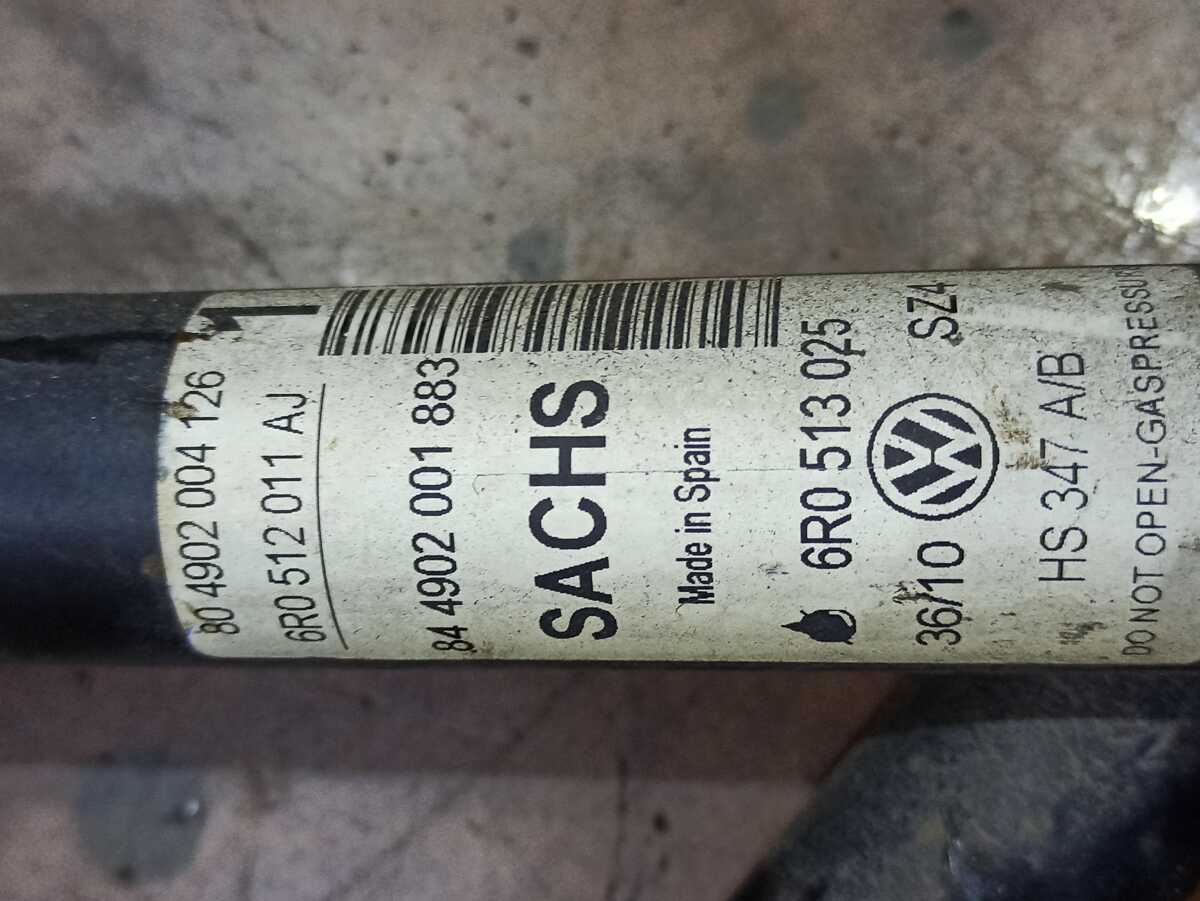 80 4902 004 126
6R0 512 011 AJ
84 4902 001 883
SACHS
Made in Spain
6R0 513 025
36/10 SZ4
HS 347 A/B
DO NOT OPEN-GASPRESSUR